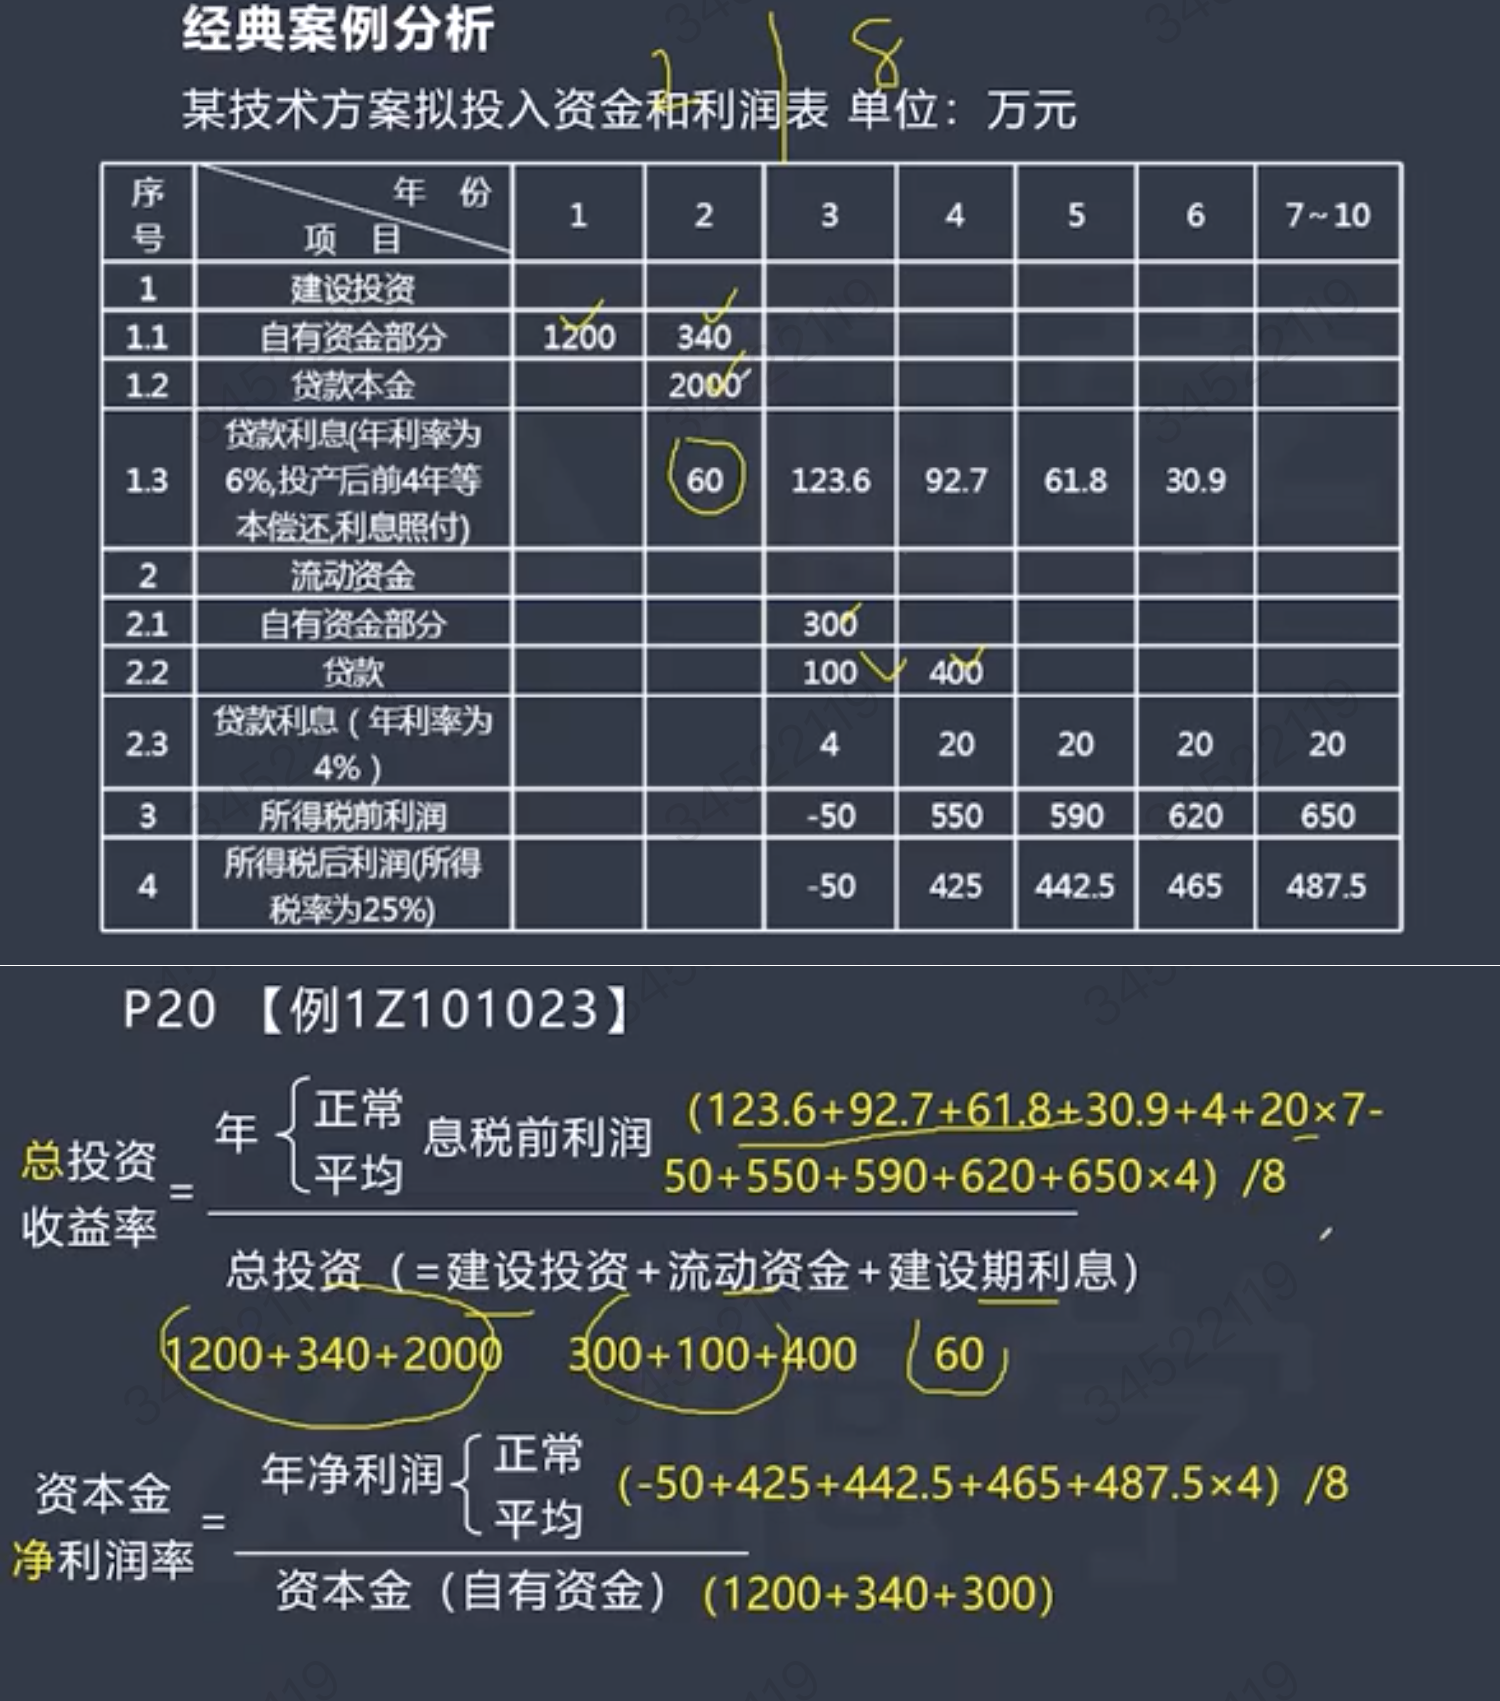 经典案例分析
2 8
某技术方案拟投入资金和利润表 单位：万元
序号 年 份 项 目 1 2 3 4 5 6 7~10
1 建设投资
1.1 自有资金部分 1200 340
1.2 贷款本金 2000
1.3 贷款利息(年利率为6%,投产后前4年等本偿还,利息照付) 60 123.6 92.7 61.8 30.9
2 流动资金
2.1 自有资金部分 300
2.2 贷款 100 400
2.3 贷款利息（年利率为4%） 4 20 20 20 20
3 所得税前利润 -50 550 590 620 650
4 所得税后利润(所得税率为25%) -50 425 442.5 465 487.5
P20 【例1Z101023】
总投资收益率 = 年 { 正常 平均 息税前利润 (123.6+92.7+61.8+30.9+4+20×7-
50+550+590+620+650×4) /8
总投资（=建设投资+流动资金+建设期利息）
1200+340+2000 300+100+400 60
资本金净利润率 = 年净利润 { 正常 平均 (-50+425+442.5+465+487.5×4) /8
资本金（自有资金）(1200+340+300)
34522119